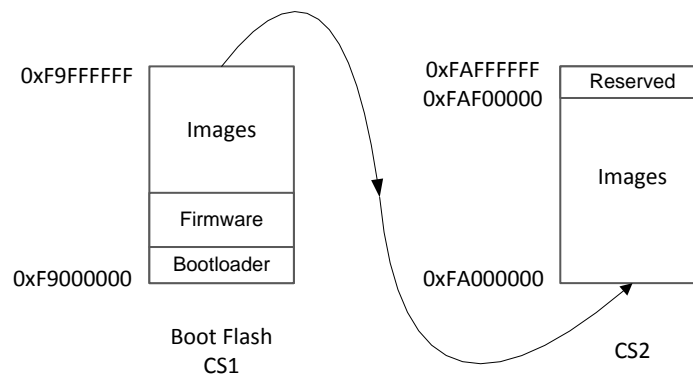 0xF9FFFFFF
Images
Firmware
Bootloader
0xF9000000
Boot Flash
CS1
0xFAFFFFFF
Reserved
0xFAF00000
Images
0xFA000000
CS2